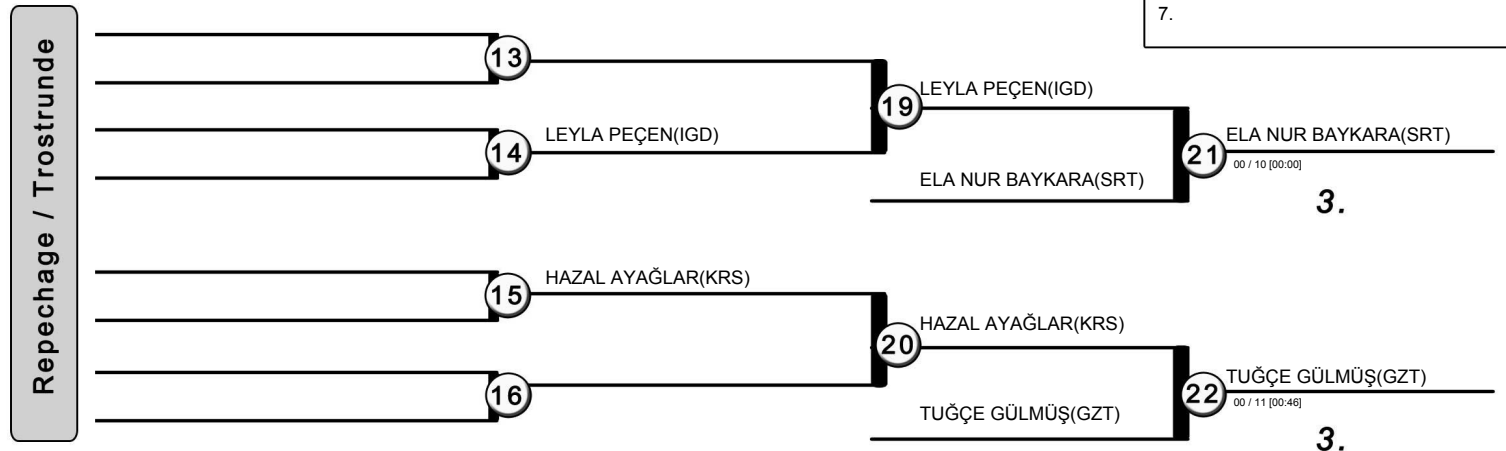 7.
Repechage / Trostrunde
13
19
LEYLA PEÇEN(IGD)
14
LEYLA PEÇEN(IGD)
21
ELA NUR BAYKARA(SRT)
00 / 10 [00:00]
ELA NUR BAYKARA(SRT)
3.
15
HAZAL AYAĞLAR(KRS)
20
HAZAL AYAĞLAR(KRS)
16
22
TUĞÇE GÜLMÜŞ(GZT)
00 / 11 [00:46]
TUĞÇE GÜLMÜŞ(GZT)
3.